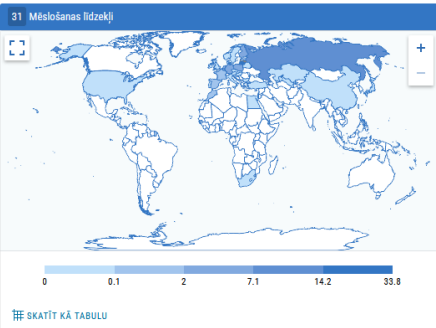 31 Mēslošanas līdzekļi
+
−
0 0.1 2 7.1 14.2 33.8
SKATĪT KĀ TABULU